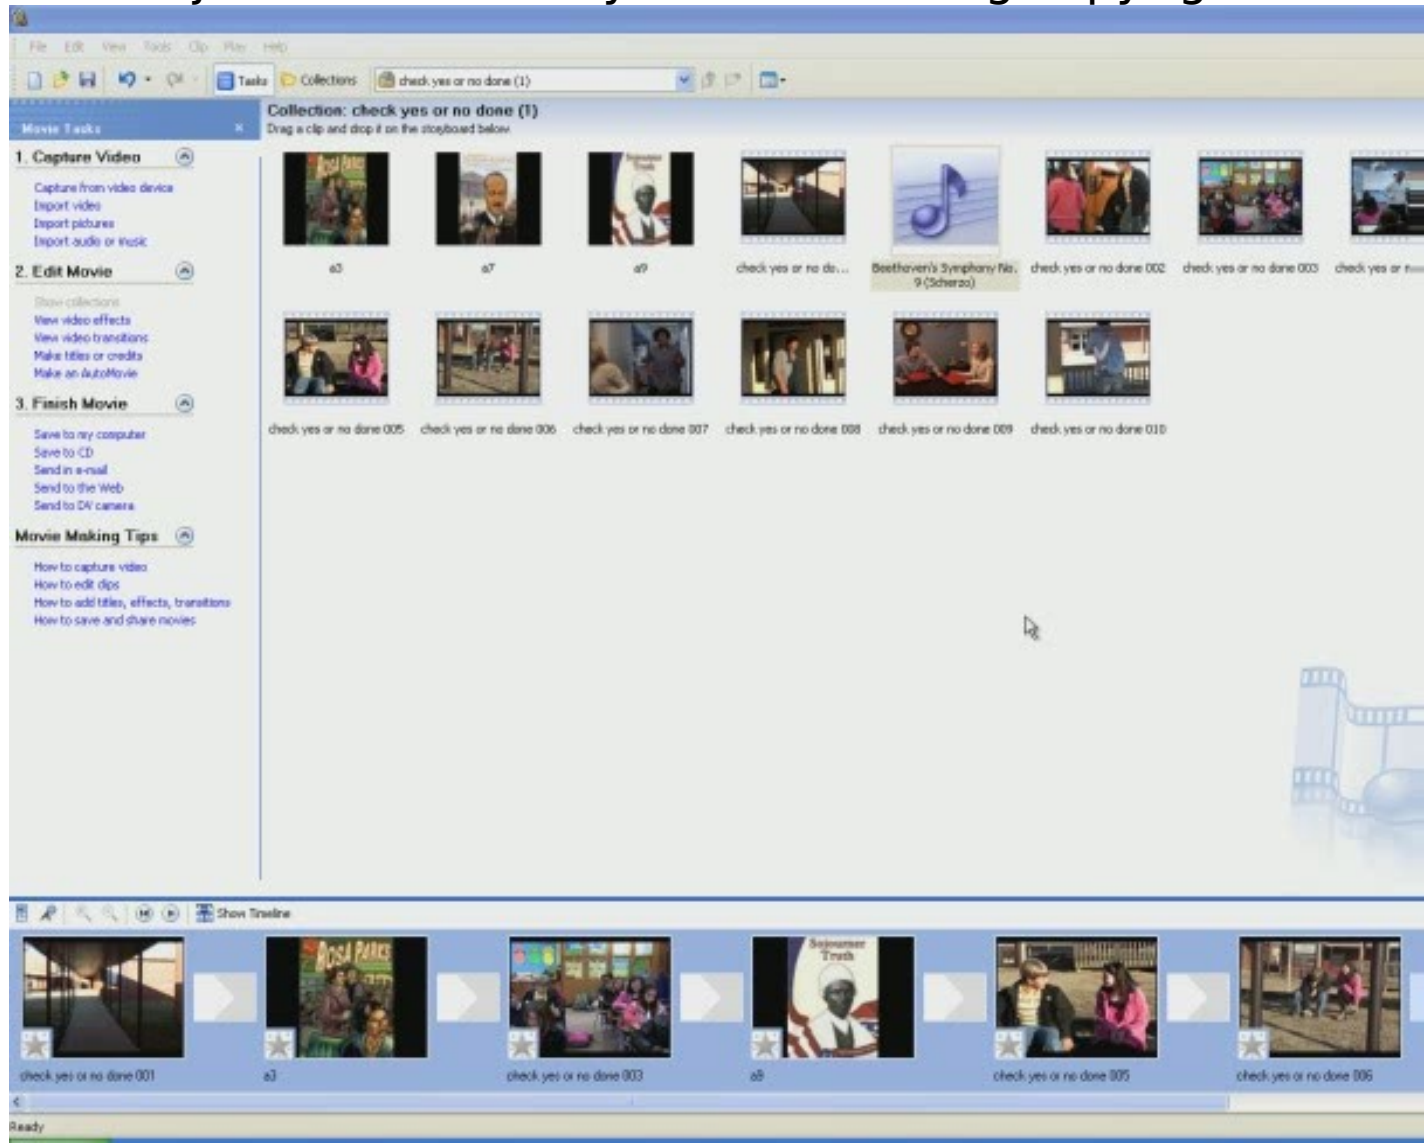 File Edit View Tools Clip Play Help
Tasks Collections check yes or no done (1)
Movie Tasks
Collection: check yes or no done (1)
Drag a clip and drop it on the storyboard below.
1. Capture Video
Capture from video device
Import video
Import pictures
Import audio or music
2. Edit Movie
Show collections
View video effects
View video transitions
Make titles or credits
Make an AutoMovie
3. Finish Movie
Save to my computer
Save to CD
Send in e-mail
Send to the Web
Send to DV camera
Movie Making Tips
How to capture video
How to edit clips
How to add titles, effects, transitions
How to save and share movies
ROSA PARKS
Sojourner
Truth
a3 a7 a9 check yes or no do... Beethoven's Symphony No. 9 (Scherzo) check yes or no done 002 check yes or no done 003 check yes or
check yes or no done 005 check yes or no done 006 check yes or no done 007 check yes or no done 008 check yes or no done 009 check yes or no done 010
Show Timeline
ROSA PARKS
Sojourner
Truth
check yes or no done 001 a3 check yes or no done 003 a9 check yes or no done 005 check yes or no done 006
Ready